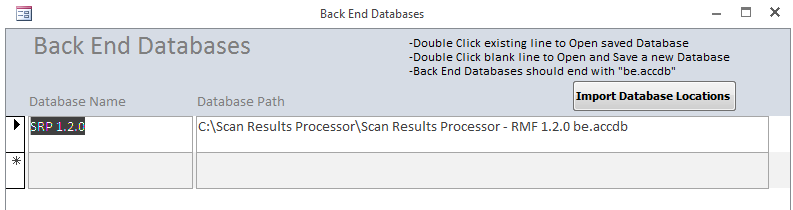 Back End Databases
Back End Databases
-Double Click existing line to Open saved Database
-Double Click blank line to Open and Save a new Database
-Back End Databases should end with "be.accdb"
Import Database Locations
Database Name Database Path
SRP 1.2.0 C:\Scan Results Processor\Scan Results Processor - RMF 1.2.0 be.accdb